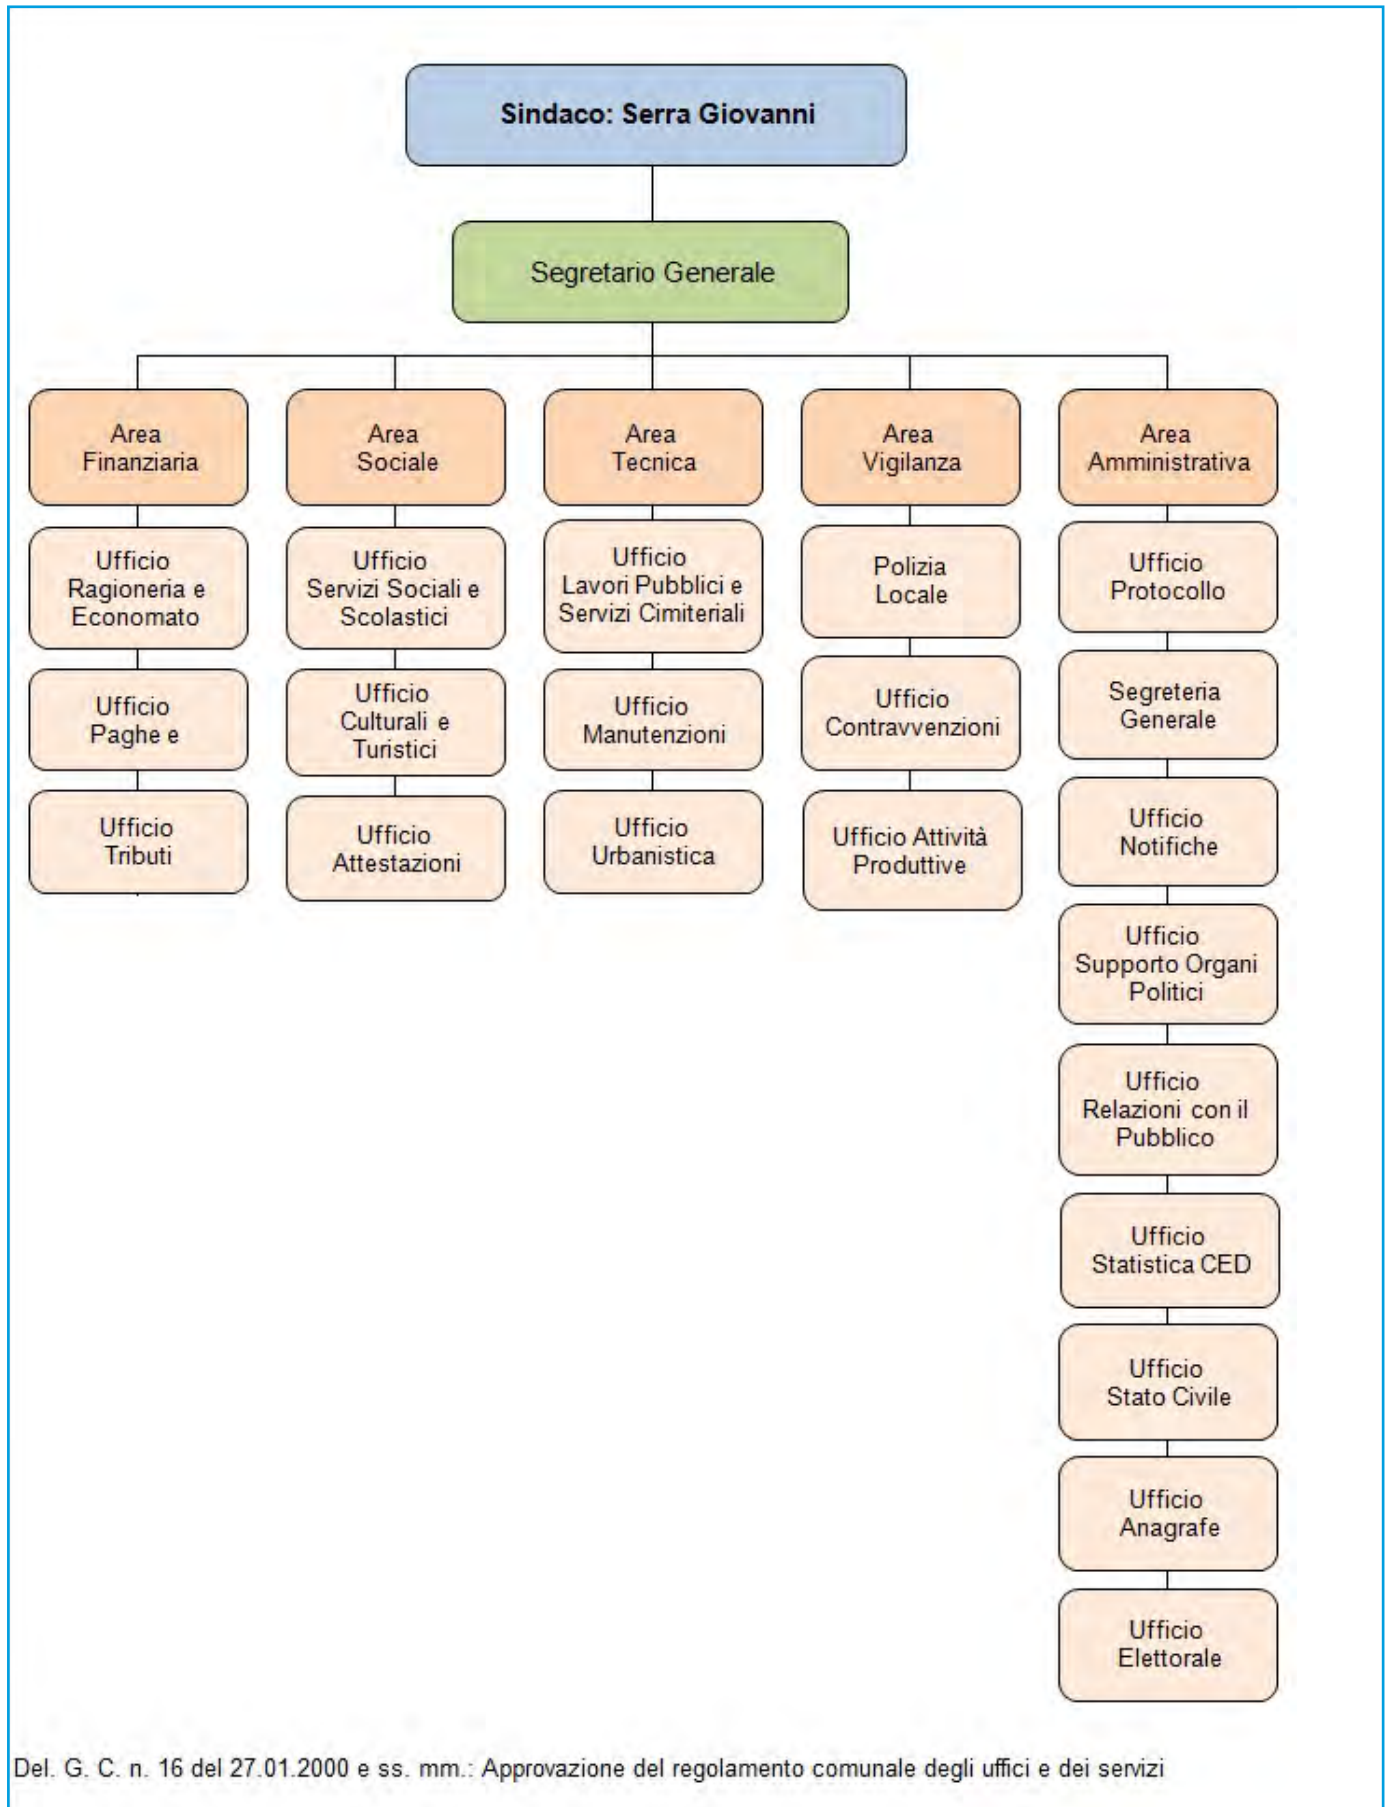 Sindaco: Serra Giovanni
Segretario Generale
Area
Finanziaria
Ufficio
Ragioneria e
Economato
Ufficio
Paghe e
Ufficio
Tributi
Area
Sociale
Ufficio
Servizi Sociali e
Scolastici
Ufficio
Culturali e
Turistici
Ufficio
Attestazioni
Area
Tecnica
Ufficio
Lavori Pubblici e
Servizi Cimiteriali
Ufficio
Manutenzioni
Ufficio
Urbanistica
Area
Vigilanza
Polizia
Locale
Ufficio
Contravvenzioni
Ufficio Attività
Produttive
Area
Amministrativa
Ufficio
Protocollo
Segreteria
Generale
Ufficio
Notifiche
Ufficio
Supporto Organi
Politici
Ufficio
Relazioni con il
Pubblico
Ufficio
Statistica CED
Ufficio
Stato Civile
Ufficio
Anagrafe
Ufficio
Elettorale
Del. G. C. n. 16 del 27.01.2000 e ss. mm.: Approvazione del regolamento comunale degli uffici e dei servizi